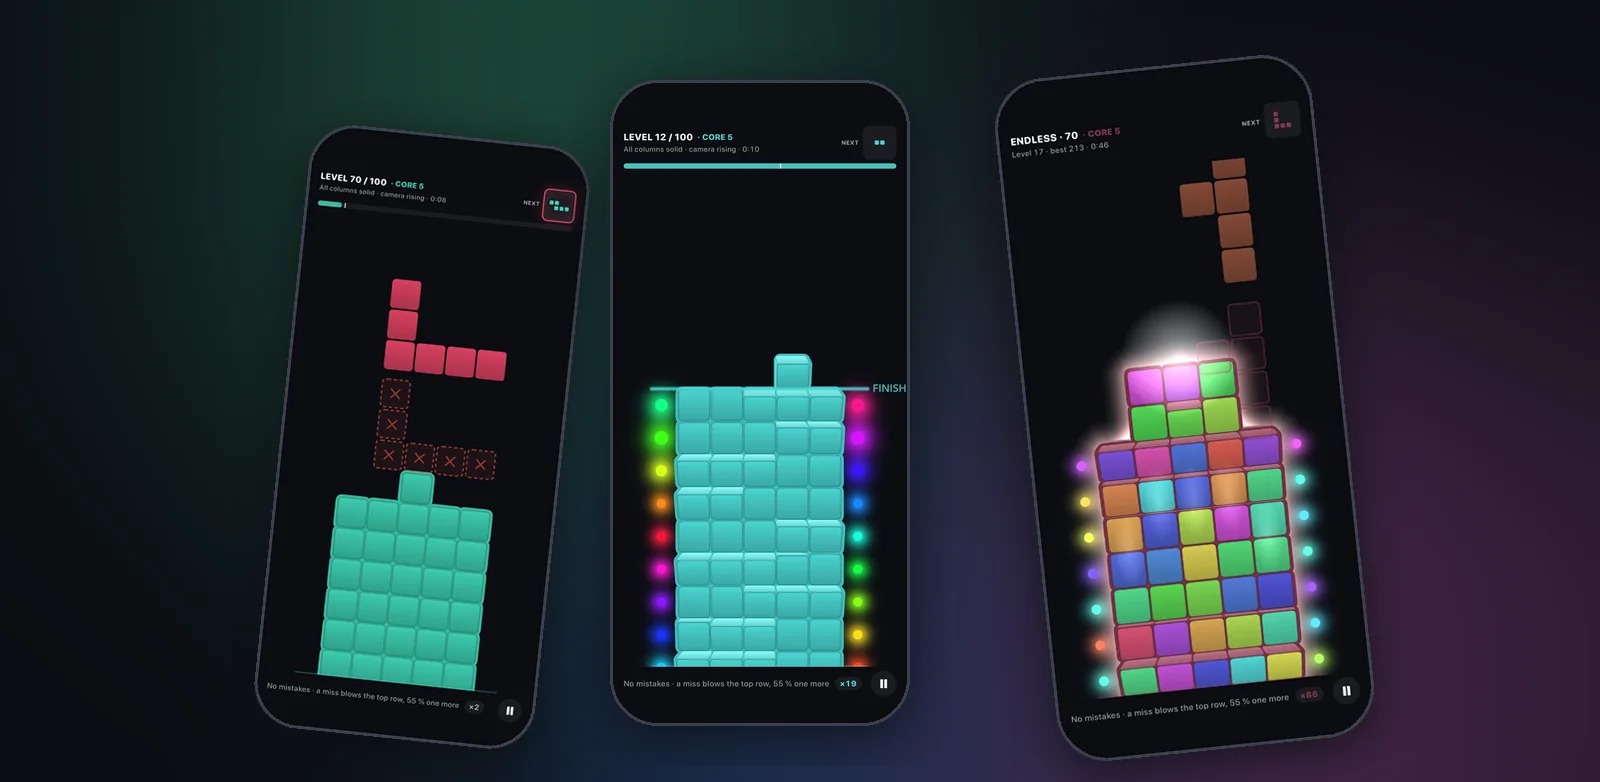 LEVEL 70 / 100 · CORE 5
All columns solid · camera rising · 0:08
NEXT
No mistakes · a miss blows the top row, 55 % one more ×2
LEVEL 12 / 100 · CORE 5
All columns solid · camera rising · 0:10
NEXT
FINISH
No mistakes · a miss blows the top row, 55 % one more ×19
ENDLESS · 70 · CORE 5
Level 17 · best 213 · 0:46
NEXT
No mistakes · a miss blows the top row, 55 % one more ×86